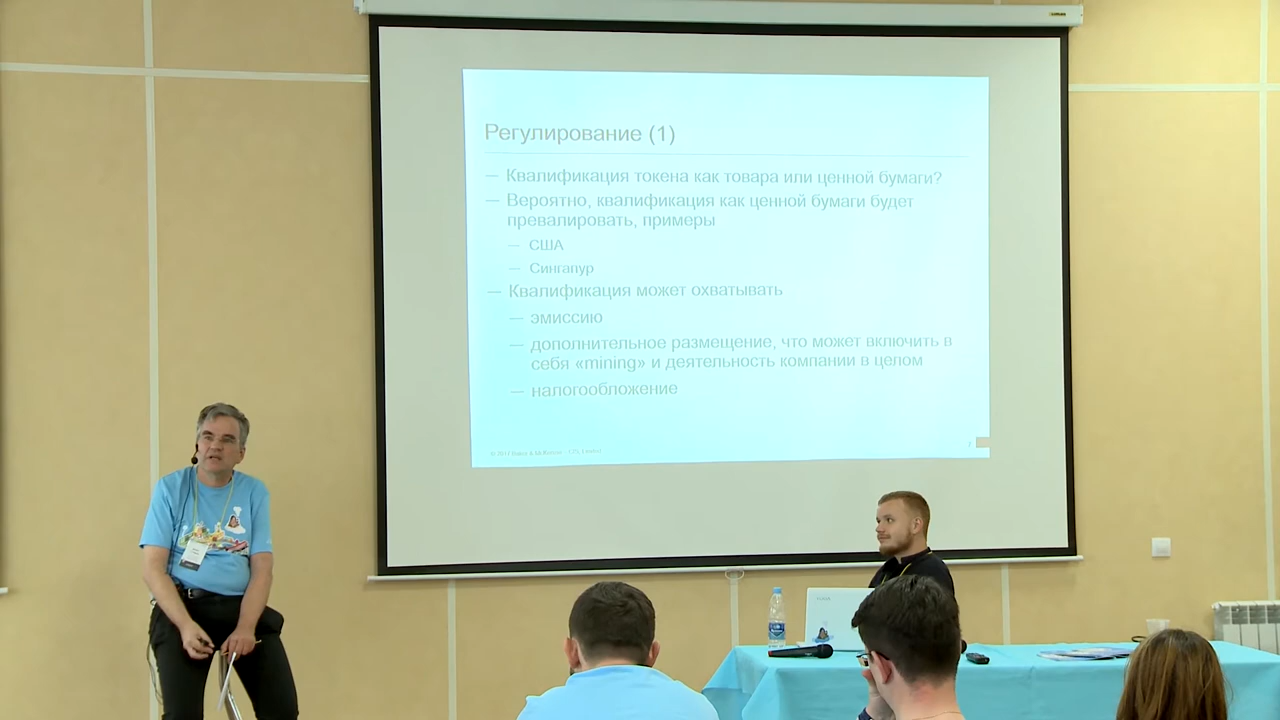 Регулирование (1)
— Квалификация токена как товара или ценной бумаги?
— Вероятно, квалификация как ценной бумаги будет
превалировать, примеры
— США
— Сингапур
— Квалификация может охватывать
— эмиссию
— дополнительное размещение, что может включить в
себя «mining» и деятельность компании в целом
— налогообложение